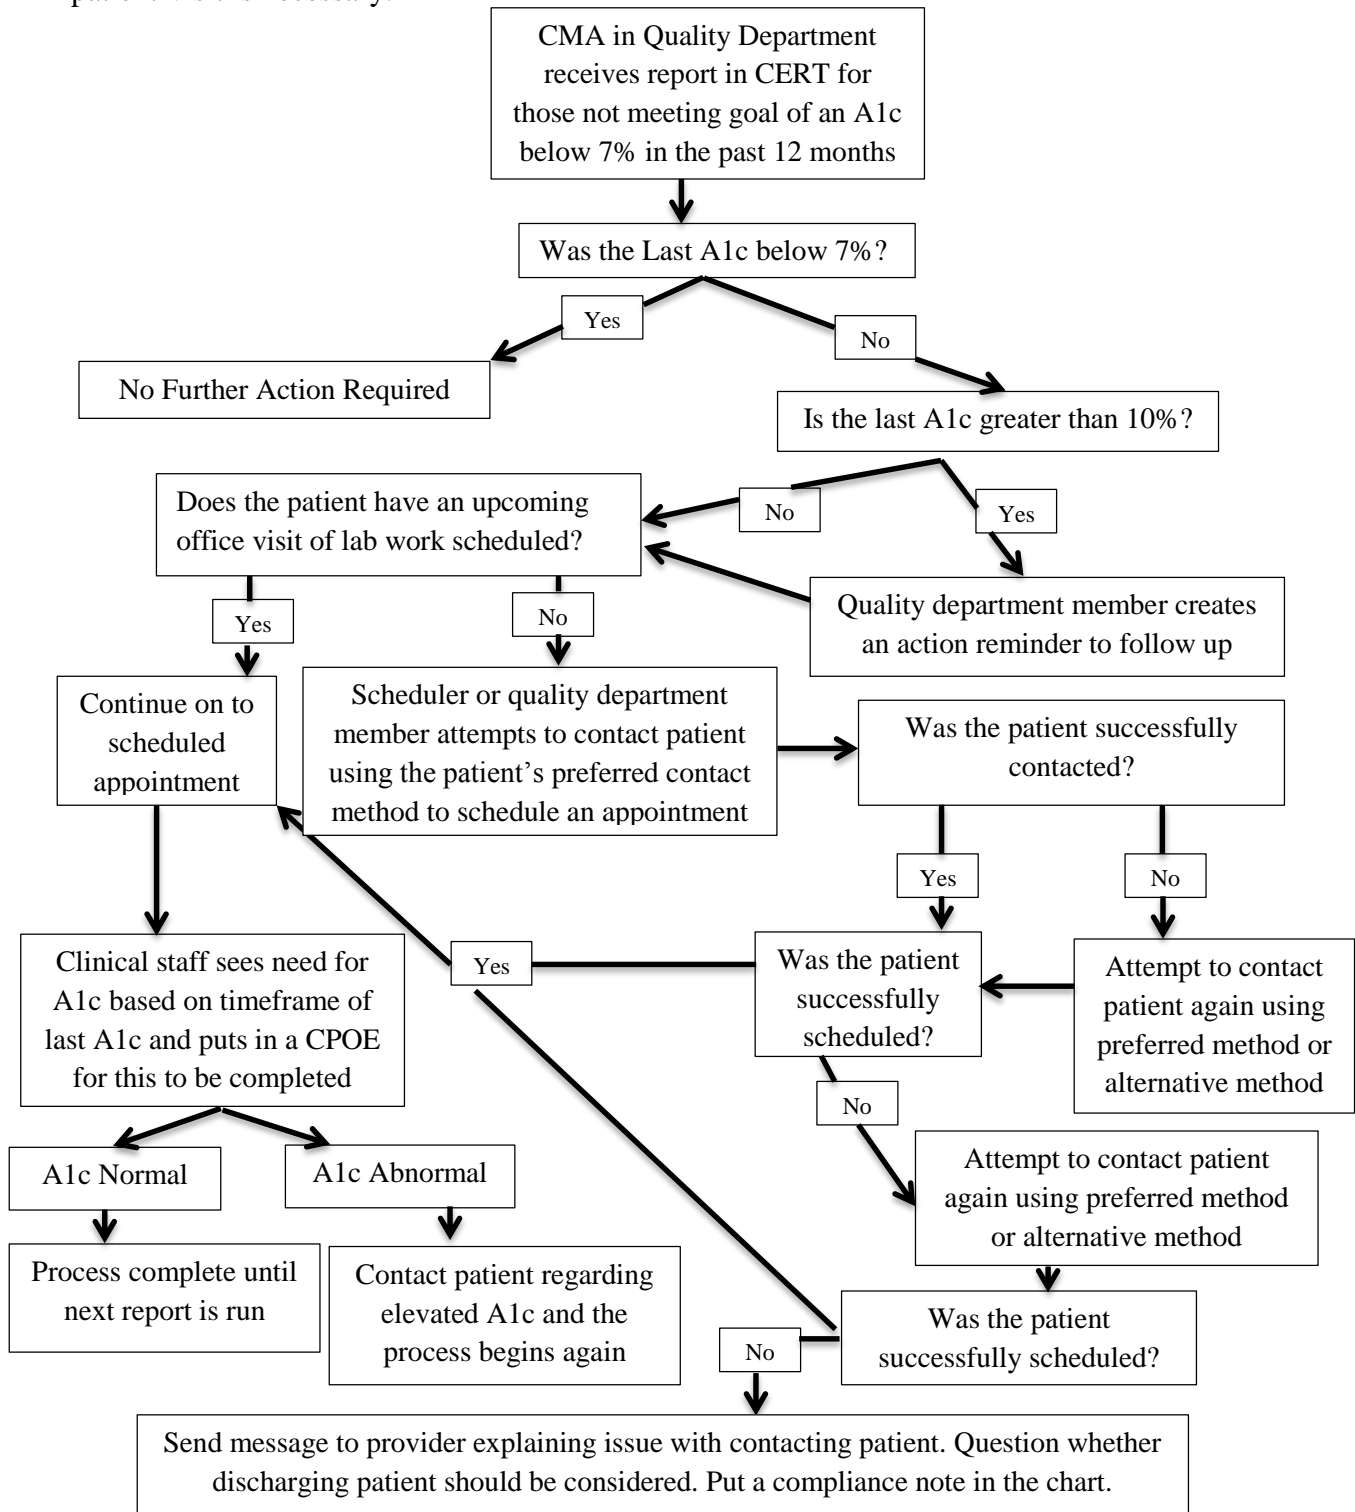 patient visit is necessary.
CMA in Quality Department
receives report in CERT for
those not meeting goal of an A1c
below 7% in the past 12 months
Was the Last A1c below 7%?
Yes
No
No Further Action Required
Is the last A1c greater than 10%?
Does the patient have an upcoming
office visit of lab work scheduled?
No
Yes
Quality department member creates
an action reminder to follow up
Yes
No
Continue on to
scheduled
appointment
Scheduler or quality department
member attempts to contact patient
using the patient’s preferred contact
method to schedule an appointment
Was the patient successfully
contacted?
Yes
No
Clinical staff sees need for
A1c based on timeframe of
last A1c and puts in a CPOE
for this to be completed
Yes
Was the patient
successfully
scheduled?
Attempt to contact
patient again using
preferred method or
alternative method
No
A1c Normal
A1c Abnormal
Attempt to contact patient
again using preferred method
or alternative method
Process complete until
next report is run
Contact patient regarding
elevated A1c and the
process begins again
Was the patient
successfully scheduled?
No
Send message to provider explaining issue with contacting patient. Question whether
discharging patient should be considered. Put a compliance note in the chart.